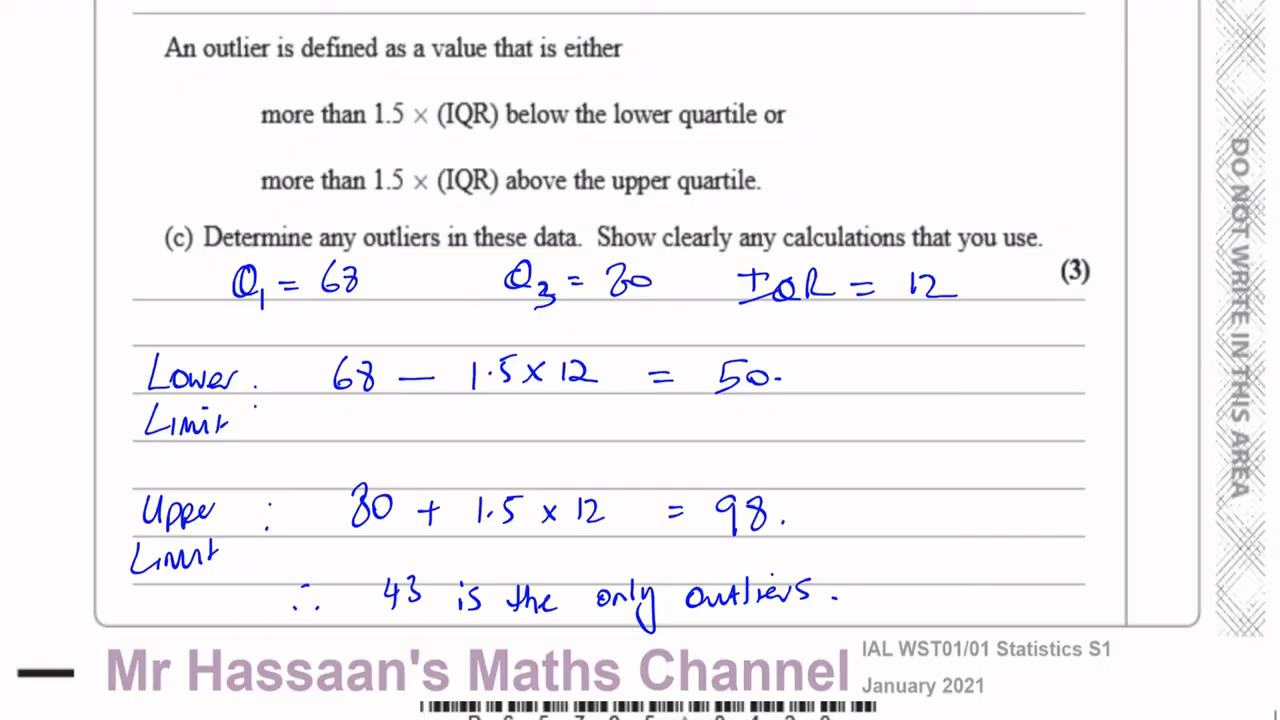 An outlier is defined as a value that is either
more than 1.5 × (IQR) below the lower quartile or
more than 1.5 × (IQR) above the upper quartile.
(c) Determine any outliers in these data. Show clearly any calculations that you use.
(3)
Q₁ = 68 Q₃ = 80 IQR = 12
Lower : 68 – 1.5 × 12 = 50.
Limit
Upper : 80 + 1.5 × 12 = 98.
Limit
∴ 43 is the only outliers.
DO NOT WRITE IN THIS AREA
Mr Hassaan's Maths Channel
IAL WST01/01 Statistics S1
January 2021